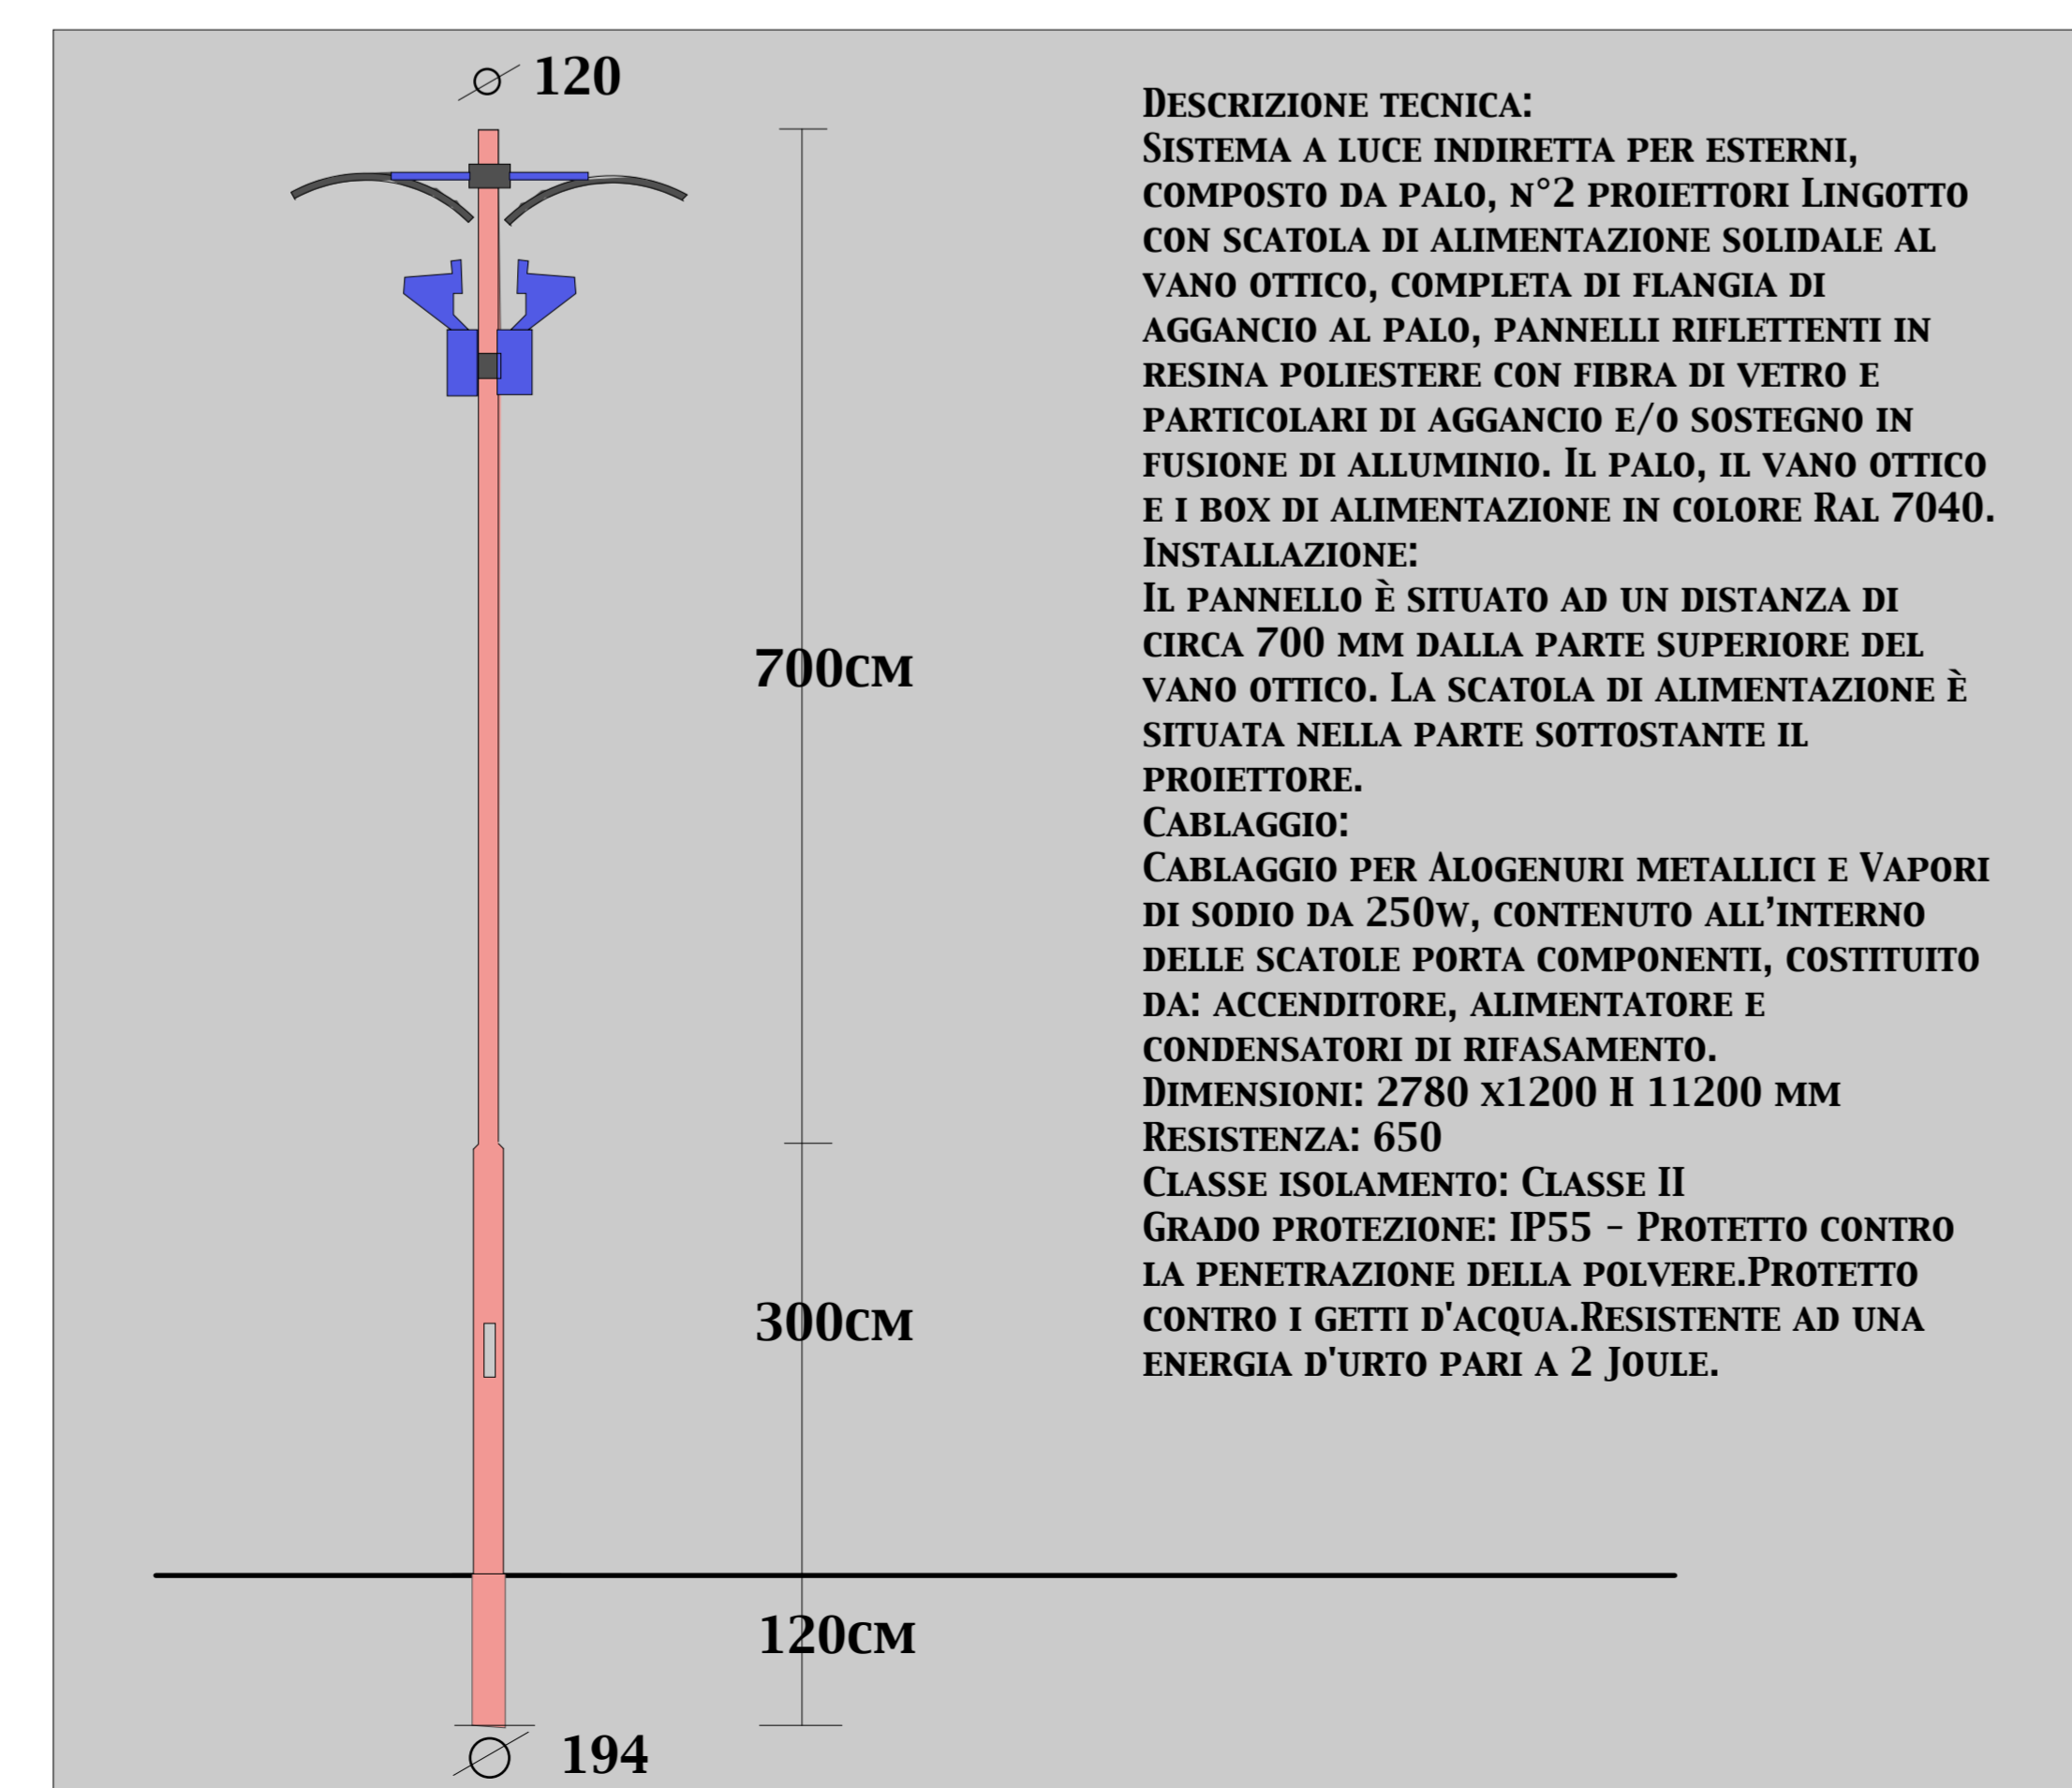 120
700cm
300cm
120cm
194
Descrizione tecnica:
Sistema a luce indiretta per esterni,
composto da palo, n°2 proiettori Lingotto
con scatola di alimentazione solidale al
vano ottico, completa di flangia di
aggancio al palo, pannelli riflettenti in
resina poliestere con fibra di vetro e
particolari di aggancio e/o sostegno in
fusione di alluminio. Il palo, il vano ottico
e i box di alimentazione in colore Ral 7040.
Installazione:
Il pannello è situato ad un distanza di
circa 700 mm dalla parte superiore del
vano ottico. La scatola di alimentazione è
situata nella parte sottostante il
proiettore.
Cablaggio:
Cablaggio per Alogenuri metallici e Vapori
di sodio da 250w, contenuto all’interno
delle scatole porta componenti, costituito
da: accenditore, alimentatore e
condensatori di rifasamento.
Dimensioni: 2780 x1200 H 11200 mm
Resistenza: 650
Classe isolamento: Classe II
Grado protezione: IP55 - Protetto contro
la penetrazione della polvere.Protetto
contro i getti d'acqua.Resistente ad una
energia d'urto pari a 2 Joule.